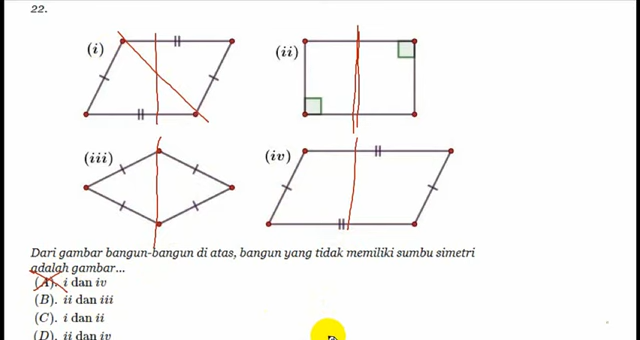 22.
(i)
(ii)
(iii)
(iv)
Dari gambar bangun-bangun di atas, bangun yang tidak memiliki sumbu simetri
adalah gambar...
(A). i dan iv
(B). ii dan iii
(C). i dan ii
(D). ii dan iv